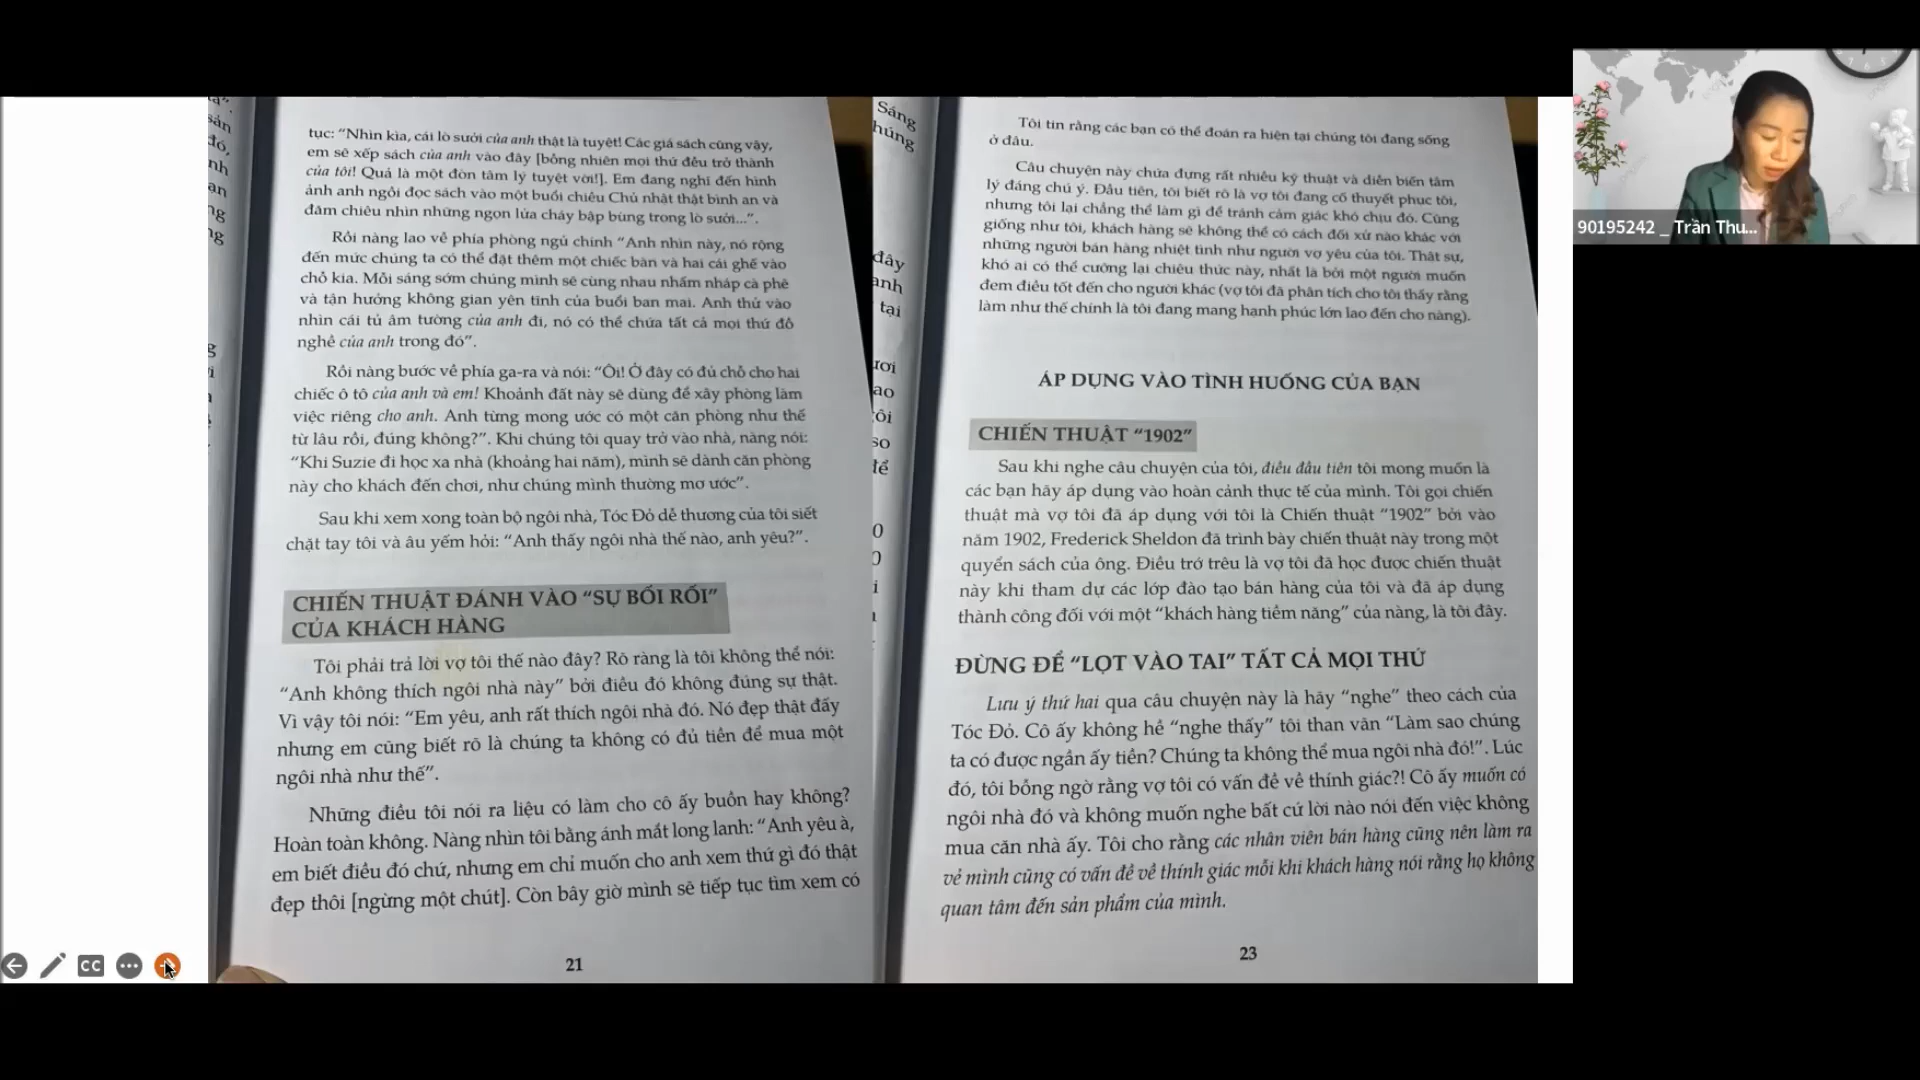 tục: “Nhìn kìa, cái lò sưởi của anh thật là tuyệt! Các giá sách cũng vậy,
em sẽ xếp sách của anh vào đây [bỗng nhiên mọi thứ đều trở thành
của tôi! Quả là một đòn tâm lý tuyệt vời!]. Em đang nghĩ đến hình
ảnh anh ngồi đọc sách vào một buổi chiều Chủ nhật thật bình an và
đăm chiêu nhìn những ngọn lửa cháy bập bùng trong lò sưởi...”.
Rồi nàng lao về phía phòng ngủ chính “Anh nhìn này, nó rộng
đến mức chúng ta có thể đặt thêm một chiếc bàn và hai cái ghế vào
chỗ kia. Mỗi sáng sớm chúng mình sẽ cùng nhau nhấm nháp cà phê
và tận hưởng không gian yên tĩnh của buổi ban mai. Anh thử vào
nhìn cái tủ âm tường của anh đi, nó có thể chứa tất cả mọi thứ đồ
nghề của anh trong đó”.
Rồi nàng bước về phía ga-ra và nói: “Ôi! Ở đây có đủ chỗ cho hai
chiếc ô tô của anh và em! Khoảnh đất này sẽ dùng để xây phòng làm
việc riêng cho anh. Anh từng mong ước có một căn phòng như thế
từ lâu rồi, đúng không?”. Khi chúng tôi quay trở vào nhà, nàng nói:
“Khi Suzie đi học xa nhà (khoảng hai năm), mình sẽ dành căn phòng
này cho khách đến chơi, như chúng mình thường mơ ước”.
Sau khi xem xong toàn bộ ngôi nhà, Tóc Đỏ dễ thương của tôi siết
chặt tay tôi và âu yếm hỏi: “Anh thấy ngôi nhà thế nào, anh yêu?”.
CHIẾN THUẬT ĐÁNH VÀO “SỰ BỐI RỐI”
CỦA KHÁCH HÀNG
Tôi phải trả lời vợ tôi thế nào đây? Rõ ràng là tôi không thể nói:
“Anh không thích ngôi nhà này” bởi điều đó không đúng sự thật.
Vì vậy tôi nói: “Em yêu, anh rất thích ngôi nhà đó. Nó đẹp thật đấy
nhưng em cũng biết rõ là chúng ta không có đủ tiền để mua một
ngôi nhà như thế”.
Những điều tôi nói ra liệu có làm cho cô ấy buồn hay không?
Hoàn toàn không. Nàng nhìn tôi bằng ánh mắt long lanh: “Anh yêu à,
em biết điều đó chứ, nhưng em chỉ muốn cho anh xem thứ gì đó thật
đẹp thôi [ngừng một chút]. Còn bây giờ mình sẽ tiếp tục tìm xem có
21
Tôi tin rằng các bạn có thể đoán ra hiện tại chúng tôi đang sống
ở đâu.
Câu chuyện này chứa đựng rất nhiều kỹ thuật và diễn biến tâm
lý đáng chú ý. Đầu tiên, tôi biết rõ là vợ tôi đang cố thuyết phục tôi,
nhưng tôi lại chẳng thể làm gì để tránh cảm giác khó chịu đó. Cũng
giống như tôi, khách hàng sẽ không thể có cách đối xử nào khác với
những người bán hàng nhiệt tình như người vợ yêu của tôi. Thật sự,
khó ai có thể cưỡng lại chiêu thức này, nhất là bởi một người muốn
đem điều tốt đến cho người khác (vợ tôi đã phân tích cho tôi thấy rằng
làm như thế chính là tôi đang mang hạnh phúc lớn lao đến cho nàng).
ÁP DỤNG VÀO TÌNH HUỐNG CỦA BẠN
CHIẾN THUẬT “1902”
Sau khi nghe câu chuyện của tôi, điều đầu tiên tôi mong muốn là
các bạn hãy áp dụng vào hoàn cảnh thực tế của mình. Tôi gọi chiến
thuật mà vợ tôi đã áp dụng với tôi là Chiến thuật “1902” bởi vào
năm 1902, Frederick Sheldon đã trình bày chiến thuật này trong một
quyển sách của ông. Điều trớ trêu là vợ tôi đã học được chiến thuật
này khi tham dự các lớp đào tạo bán hàng của tôi và đã áp dụng
thành công đối với một “khách hàng tiềm năng” của nàng, là tôi đây.
ĐỪNG ĐỂ “LỌT VÀO TAI” TẤT CẢ MỌI THỨ
Lưu ý thứ hai qua câu chuyện này là hãy “nghe” theo cách của
Tóc Đỏ. Cô ấy không hề “nghe thấy” tôi than vãn “Làm sao chúng
ta có được ngần ấy tiền? Chúng ta không thể mua ngôi nhà đó!”. Lúc
đó, tôi bỗng ngờ rằng vợ tôi có vấn đề về thính giác?! Cô ấy muốn có
ngôi nhà đó và không muốn nghe bất cứ lời nào nói đến việc không
mua căn nhà ấy. Tôi cho rằng các nhân viên bán hàng cũng nên làm ra
vẻ mình cũng có vấn đề về thính giác mỗi khi khách hàng nói rằng họ không
quan tâm đến sản phẩm của mình.
23
90195242 _ Trần Thu...
CC